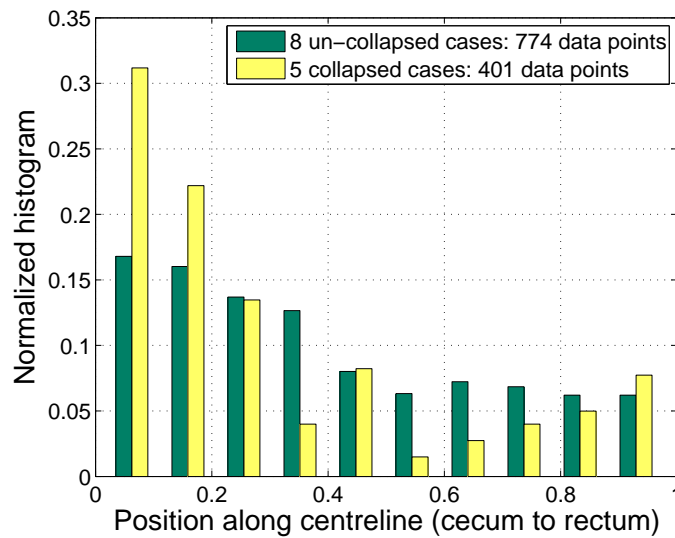 8 un−collapsed cases: 774 data points
5 collapsed cases: 401 data points
0.35
0.3
0.25
0.2
0.15
0.1
0.05
0
Normalized histogram
0 0.2 0.4 0.6 0.8 1
Position along centreline (cecum to rectum)